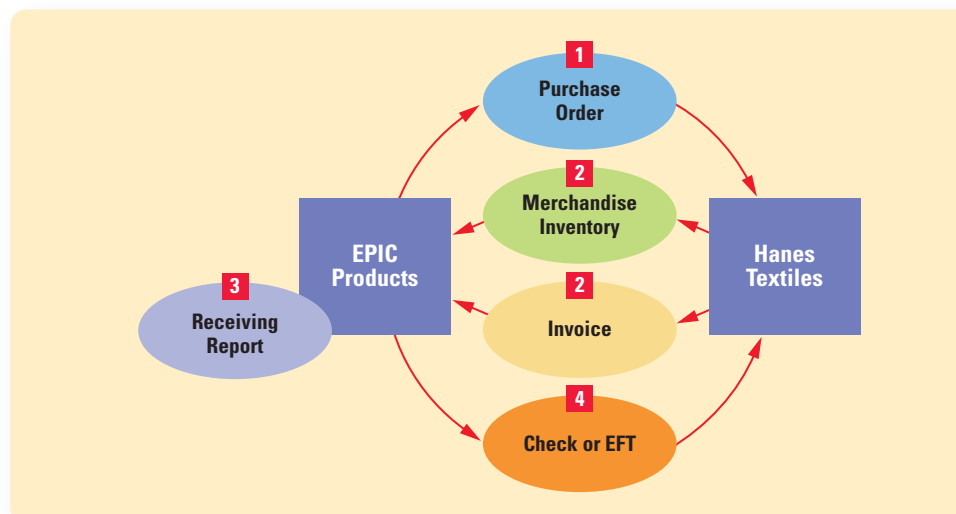 1
Purchase
Order
2
Merchandise
Inventory
EPIC
Products
Hanes
Textiles
2
Invoice
3
Receiving
Report
4
Check or EFT